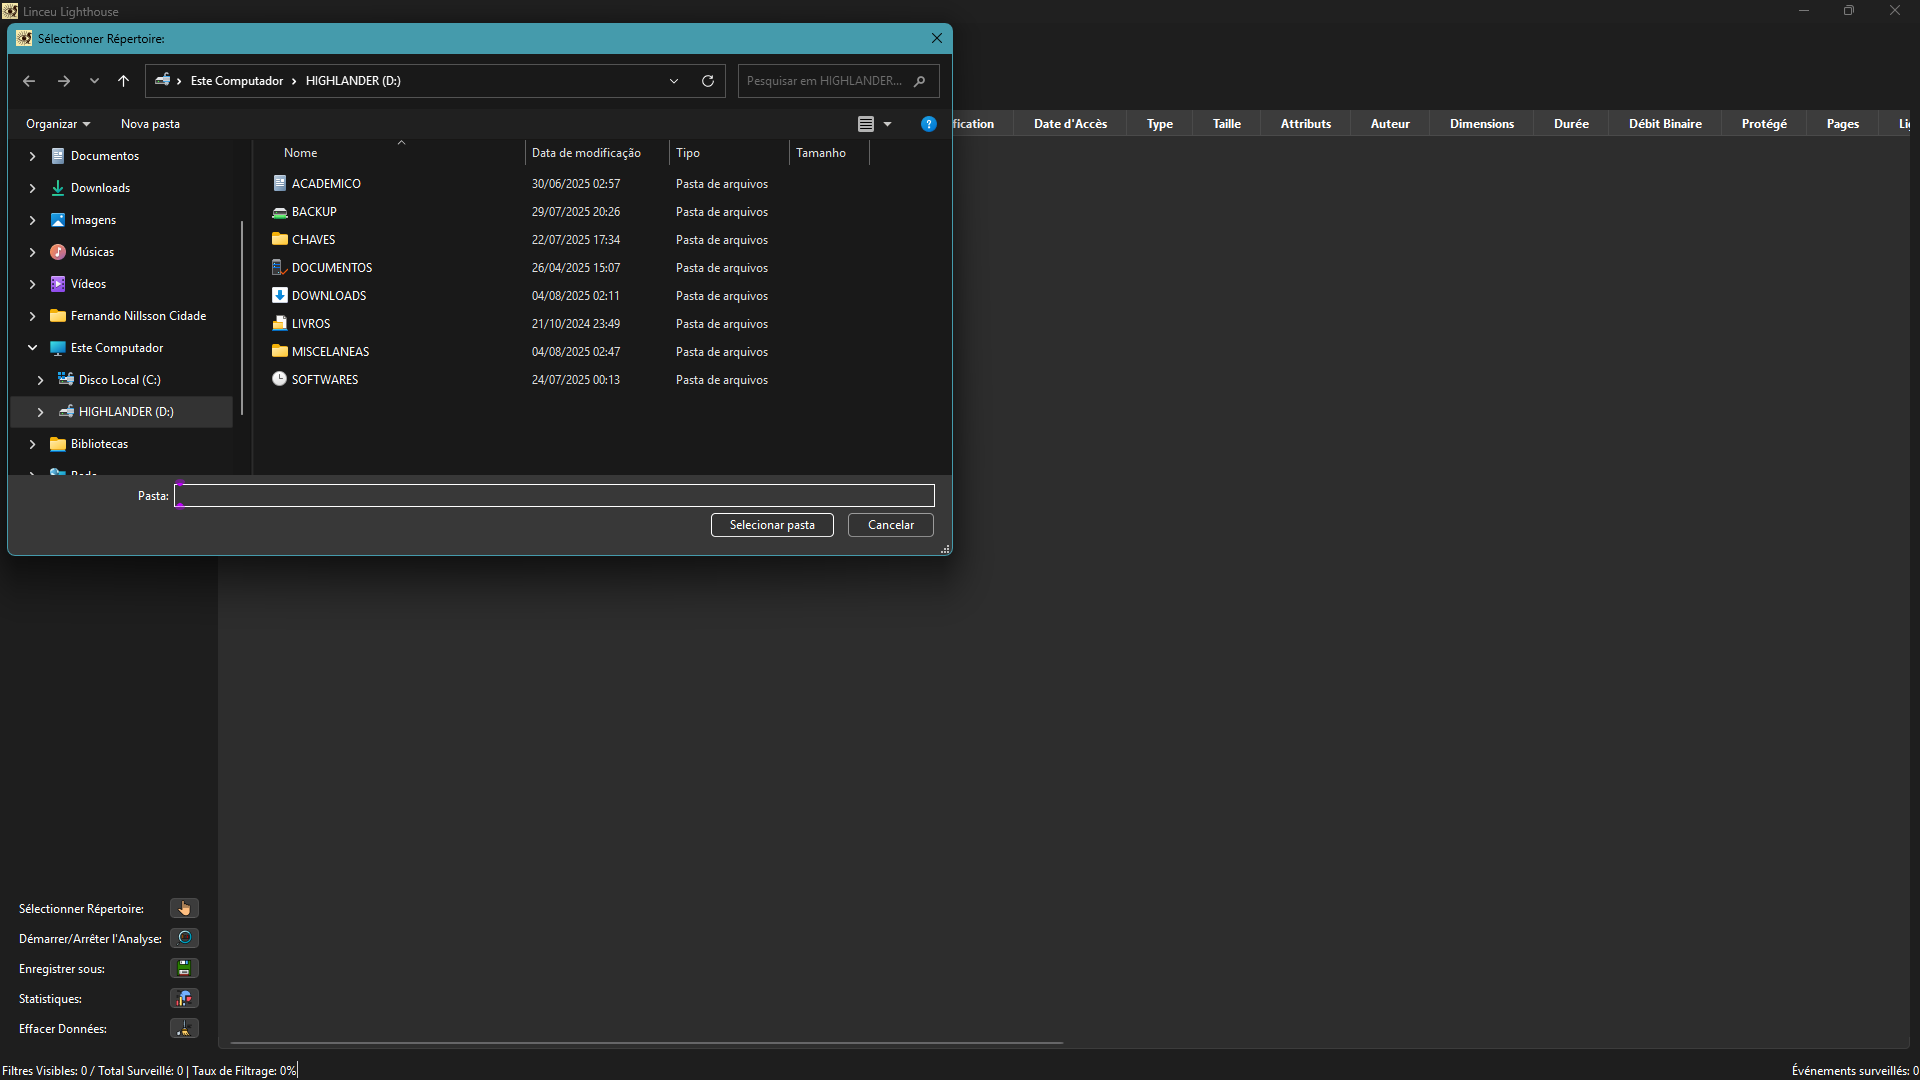 Linceu Lighthouse
Sélectionner Répertoire:
Este Computador
HIGHLANDER (D:)
Pesquisar em HIGHLANDER...
Organizar
Nova pasta
fication
Date d'Accès
Type
Taille
Attributs
Auteur
Dimensions
Durée
Débit Binaire
Protégé
Pages
Documentos
Downloads
Imagens
Músicas
Vídeos
Fernando Nillsson Cidade
Este Computador
Disco Local (C:)
HIGHLANDER (D:)
Bibliotecas
Nome Data de modificação Tipo Tamanho
ACADEMICO 30/06/2025 02:57 Pasta de arquivos
BACKUP 29/07/2025 20:26 Pasta de arquivos
CHAVES 22/07/2025 17:34 Pasta de arquivos
DOCUMENTOS 26/04/2025 15:07 Pasta de arquivos
DOWNLOADS 04/08/2025 02:11 Pasta de arquivos
LIVROS 21/10/2024 23:49 Pasta de arquivos
MISCELANEAS 04/08/2025 02:47 Pasta de arquivos
SOFTWARES 24/07/2025 00:13 Pasta de arquivos
Pasta:
Selecionar pasta
Cancelar
Sélectionner Répertoire:
Démarrer/Arrêter l'Analyse:
Enregistrer sous:
Statistiques:
Effacer Données:
Filtres Visibles: 0 / Total Surveillé: 0 | Taux de Filtrage: 0%
Événements surveillés: 0